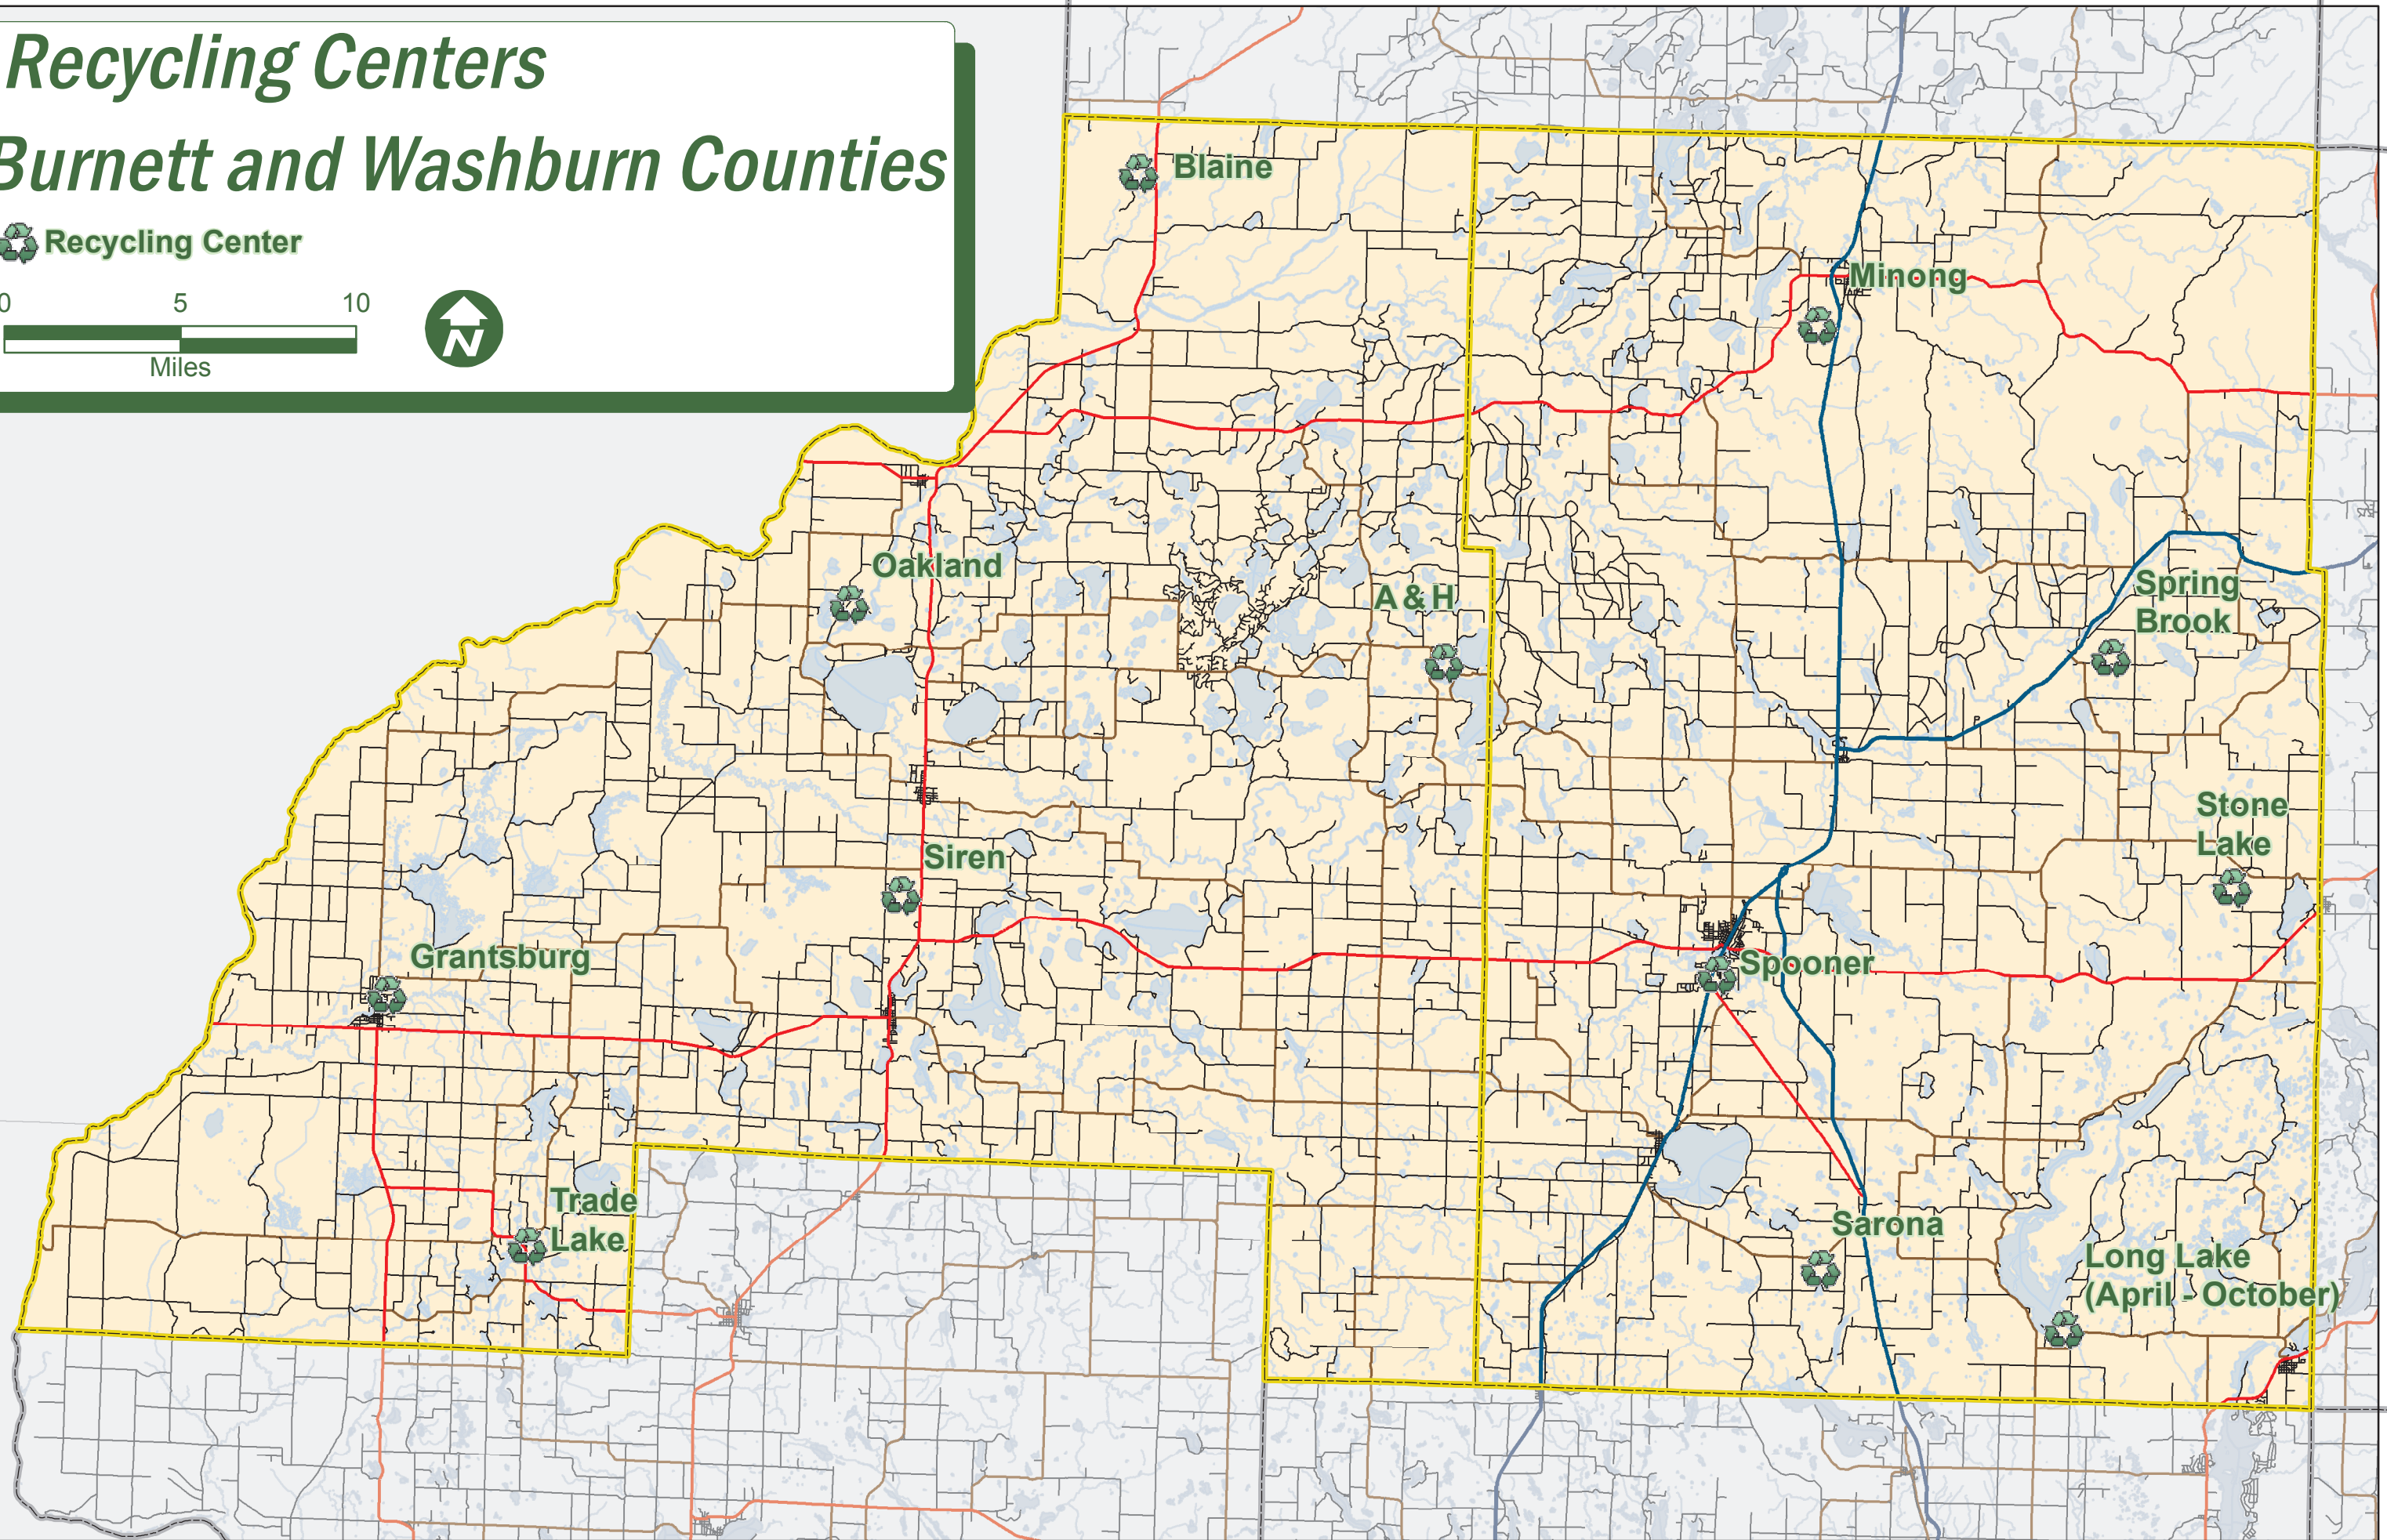 Recycling Centers
Burnett and Washburn Counties
Recycling Center
0 5 10
Miles
N
Blaine
Minong
Oakland
A & H
Spring
Brook
Stone
Lake
Siren
Grantsburg
Spooner
Trade
Lake
Sarona
Long Lake
(April - October)